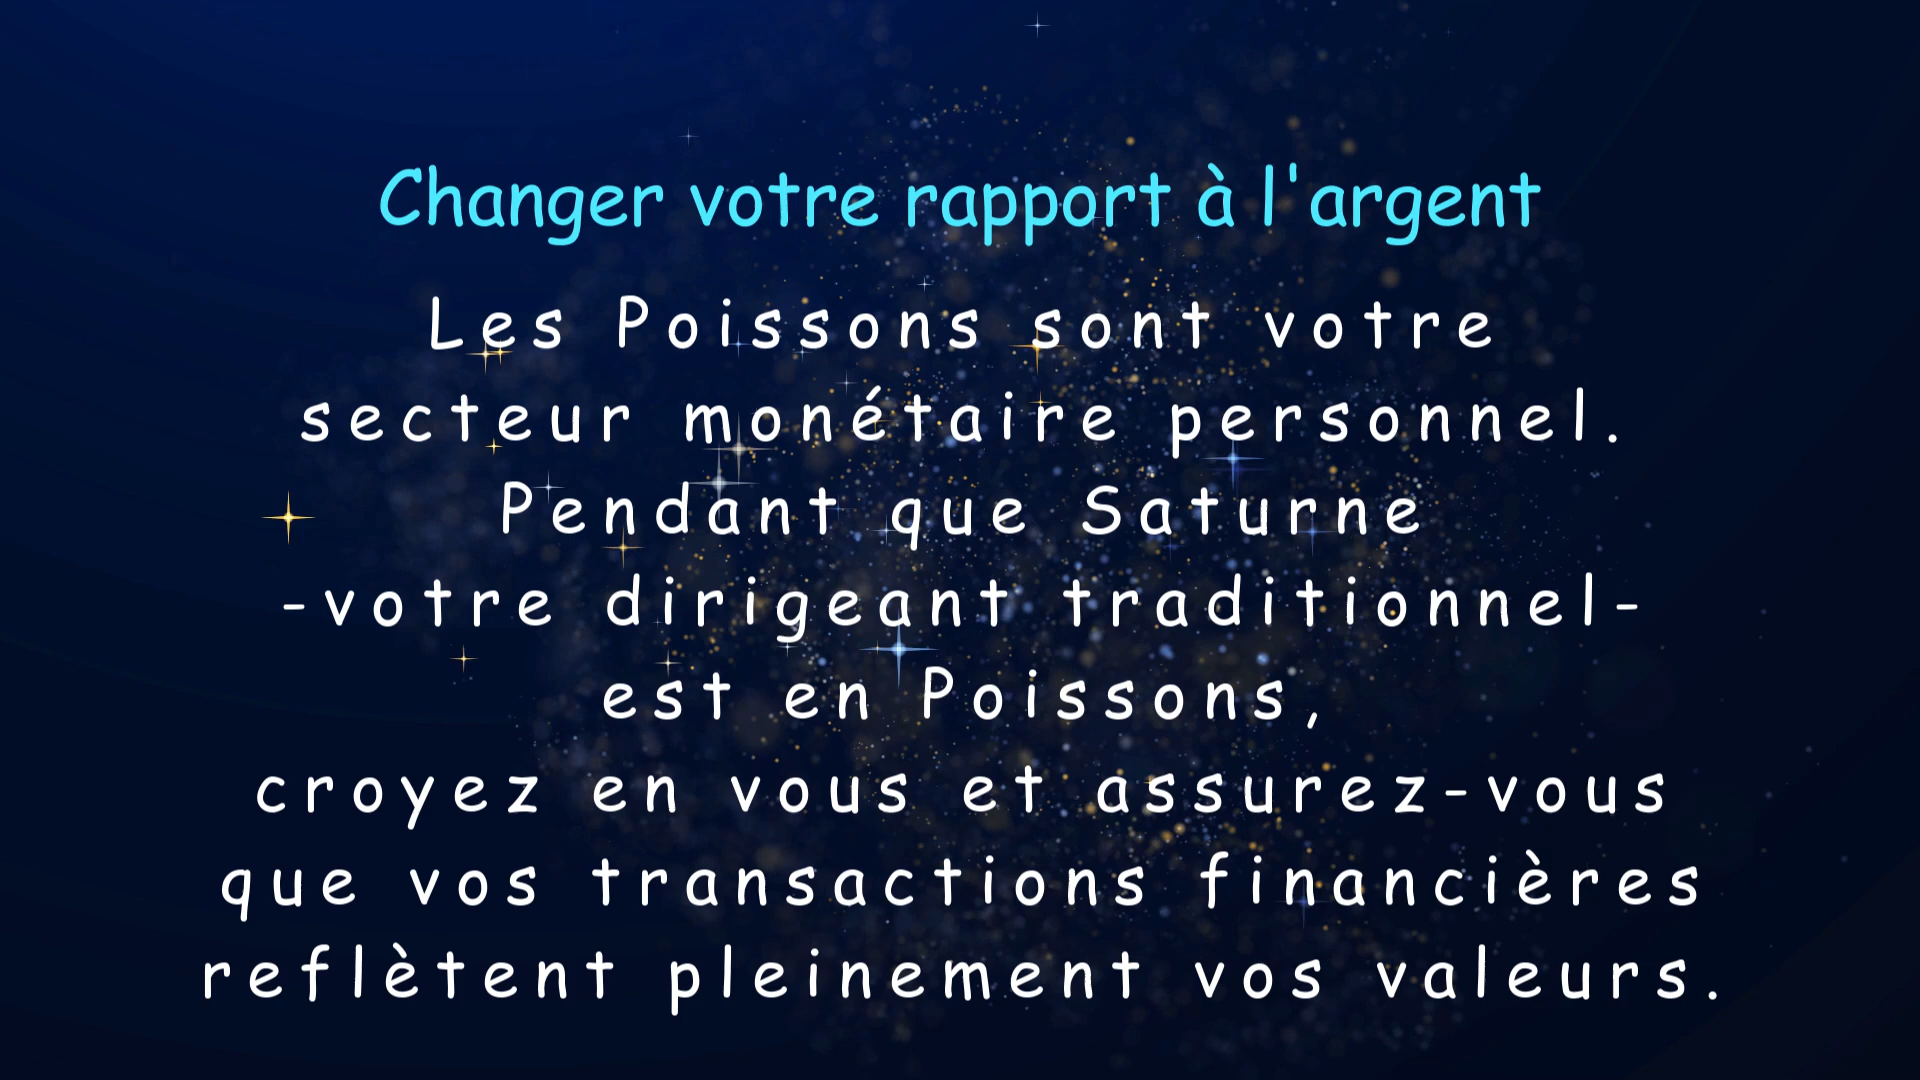 Changer votre rapport à l'argent
Les Poissons sont votre
secteur monétaire personnel.
Pendant que Saturne
-votre dirigeant traditionnel-
est en Poissons,
croyez en vous et assurez-vous
que vos transactions financières
reflètent pleinement vos valeurs.